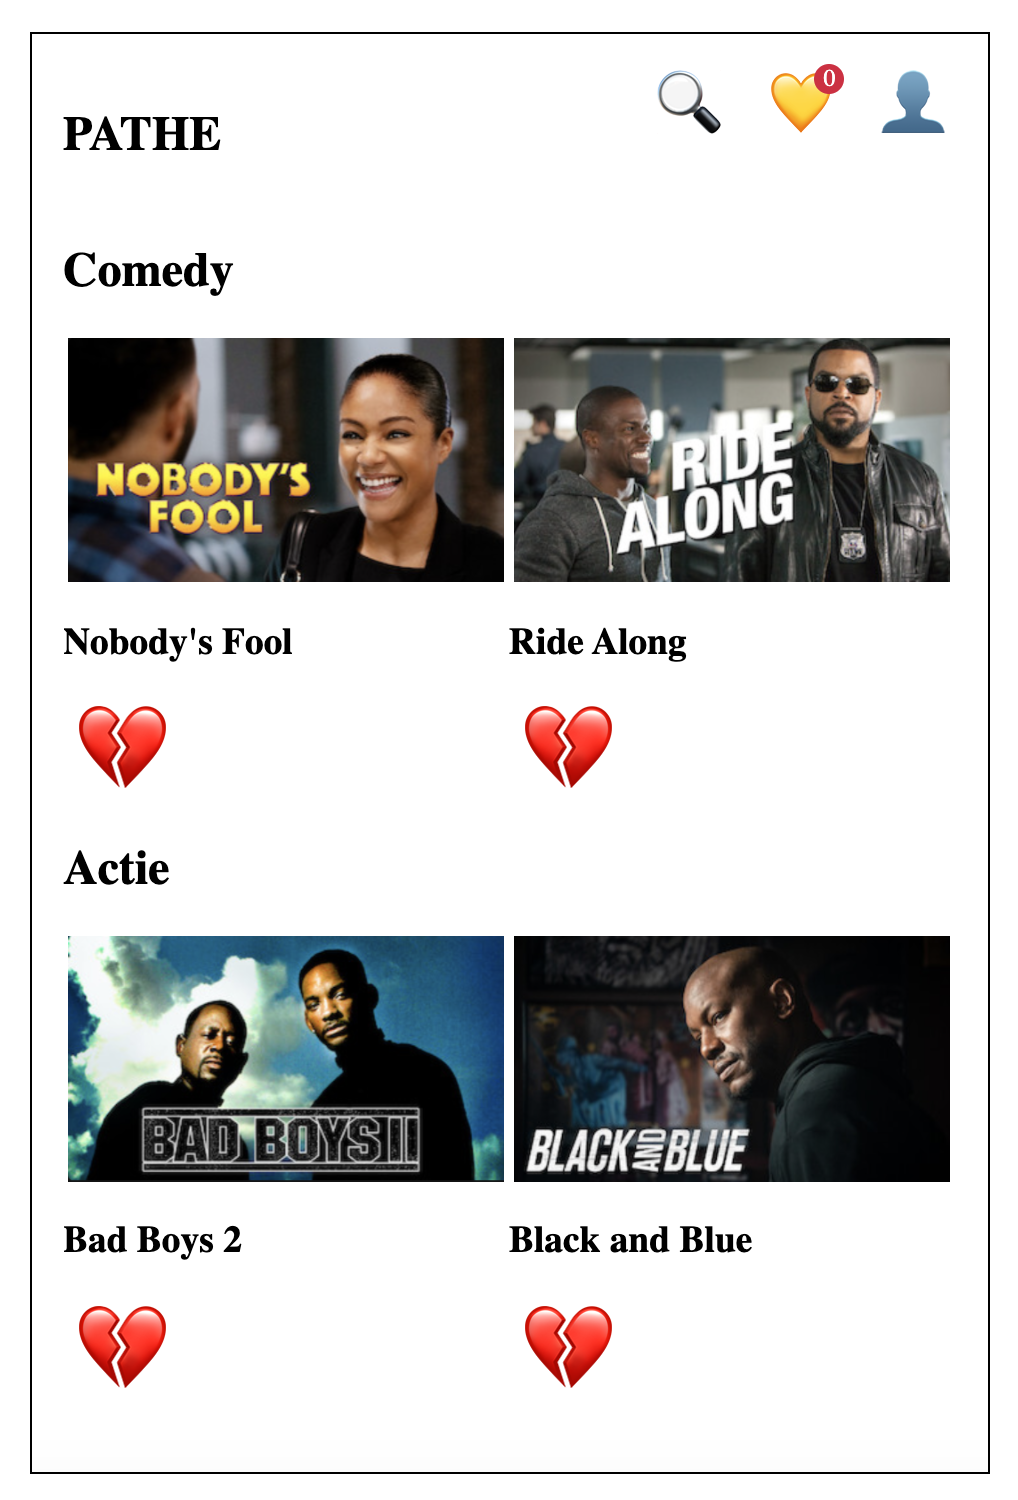 0
PATHE
Comedy
NOBODY'S
FOOL
RIDE
ALONG
Nobody's Fool
Ride Along
Actie
BAD BOYS II
BLACK AND BLUE
Bad Boys 2
Black and Blue